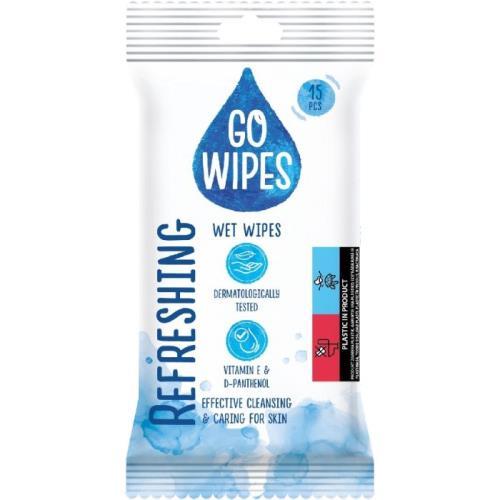 15
PCS
GO
WIPES
WET WIPES
REFRESHING
DERMATOLOGICALLY
TESTED
VITAMIN E &
D-PANTHENOL
EFFECTIVE CLEANSING
& CARING FOR SKIN
PLASTIC IN PRODUCT